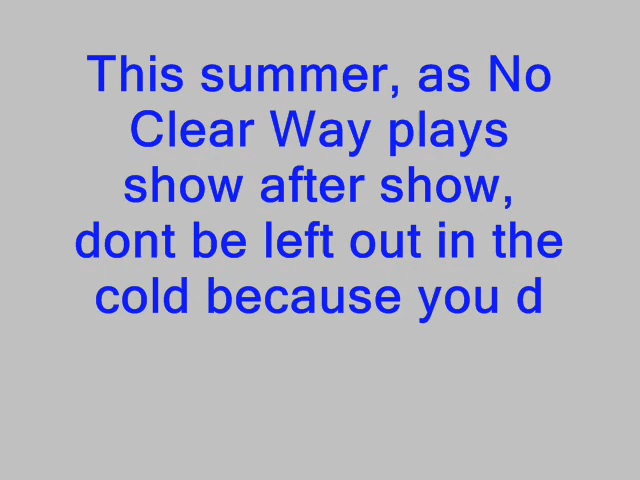 This summer, as No
Clear Way plays
show after show,
dont be left out in the
cold because you d